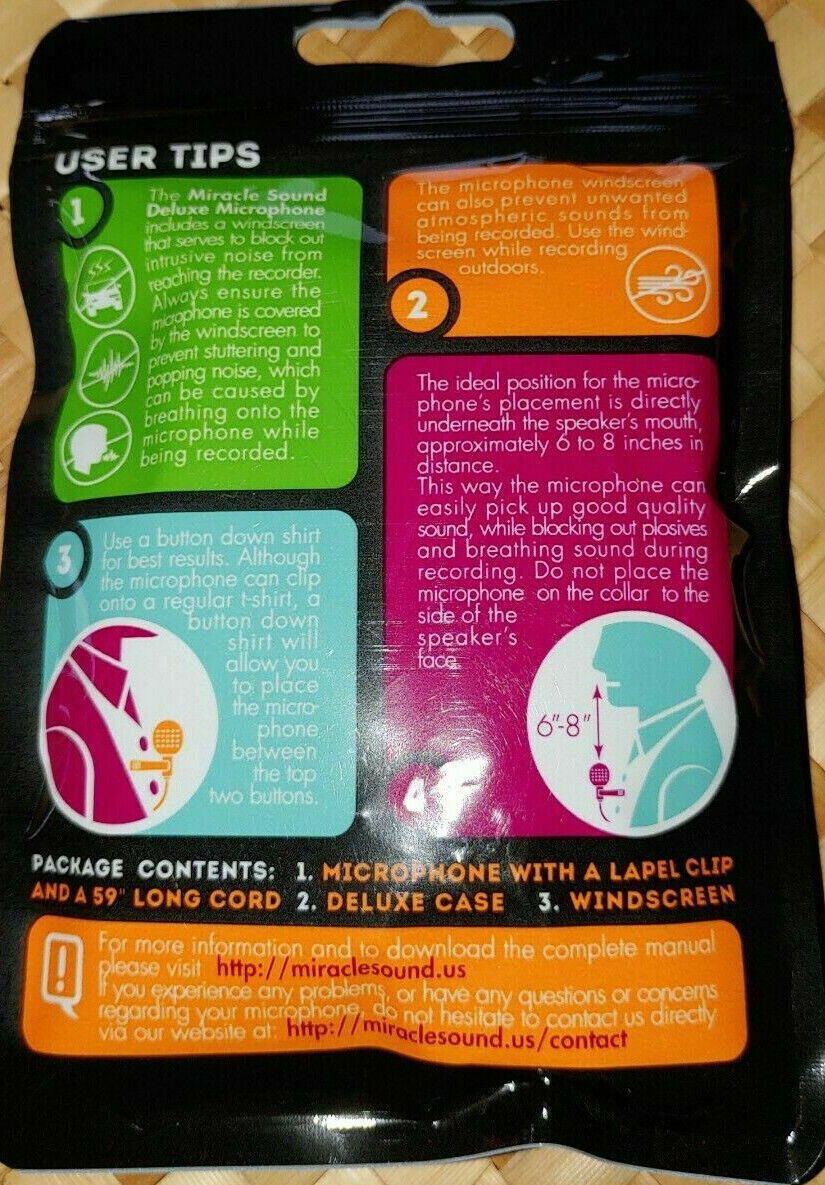 USER TIPS
1
The Miracle Sound
Deluxe Microphone
includes a windscreen
that serves to block out
intrusive noise from
reaching the recorder.
Always ensure the
microphone is covered
by the windscreen to
prevent stuttering and
popping noise, which
can be caused by
breathing onto the
microphone while
being recorded.
The microphone windscreen
can also prevent unwanted
atmospheric sounds from
being recorded. Use the wind-
screen while recording
outdoors.
2
3
Use a button down shirt
for best results. Although
the microphone can clip
onto a regular t-shirt, a
button down
shirt will
allow you
to place
the micro-
phone
between
the top
two buttons.
The ideal position for the micro-
phone's placement is directly
underneath the speaker's mouth,
approximately 6 to 8 inches in
distance.
This way the microphone can
easily pick up good quality
sound, while blocking out plosives
and breathing sound during
recording. Do not place the
microphone on the collar to the
side of the
speaker's
face
6"-8"
4
PACKAGE CONTENTS: 1. MICROPHONE WITH A LAPEL CLIP
AND A 59" LONG CORD 2. DELUXE CASE 3. WINDSCREEN
!
For more information and to download the complete manual
please visit http://miraclesound.us
If you experience any problems, or have any questions or concerns
regarding your microphone, do not hesitate to contact us directly
via our website at: http://miraclesound.us/contact